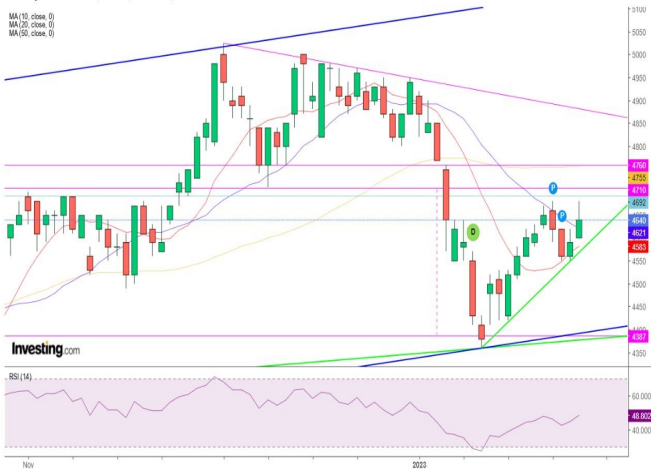 MA (10, close, 0)
MA (20, close, 0)
MA (50, close, 0)
5100
5050
5000
4950
4900
4850
4800
4760
4755
4710
4692
4640
4621
4583
4550
4500
4450
4400
4387
4350
P
P
D
Investing.com
RSI (14)
60.000
48.802
40.000
Nov
2023